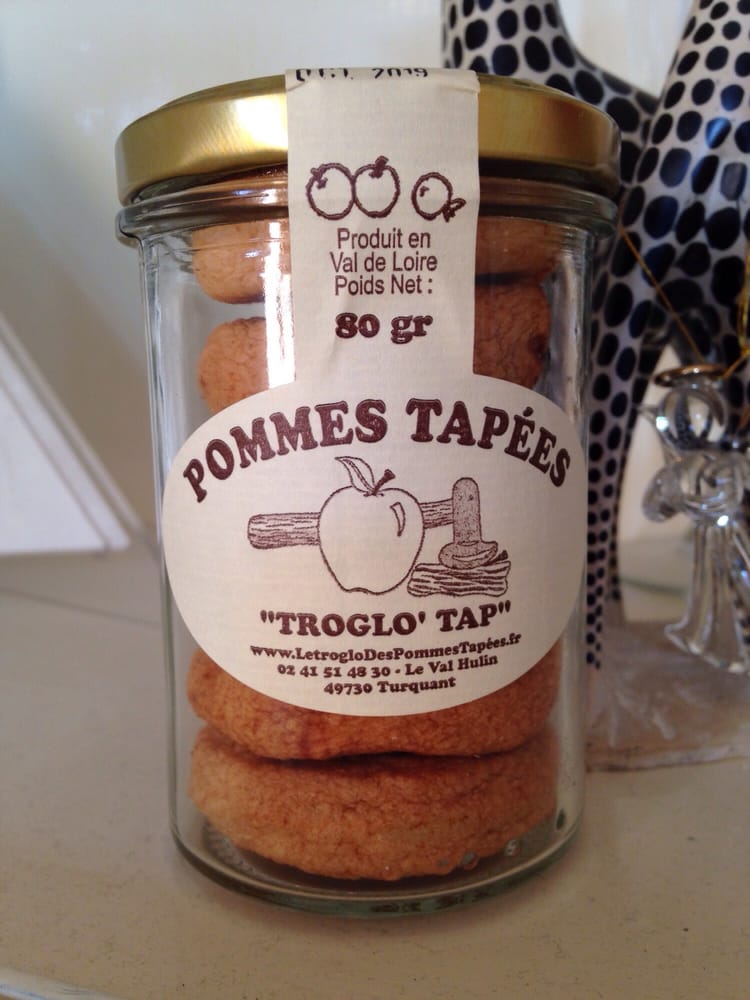 2019
Produit en
Val de Loire
Poids Net :
80 gr
POMMES TAPÉES
"TROGLO' TAP"
www.LetrogloDesPommesTapées.fr
02 41 51 48 30 - Le Val Hulin
49730 Turquant